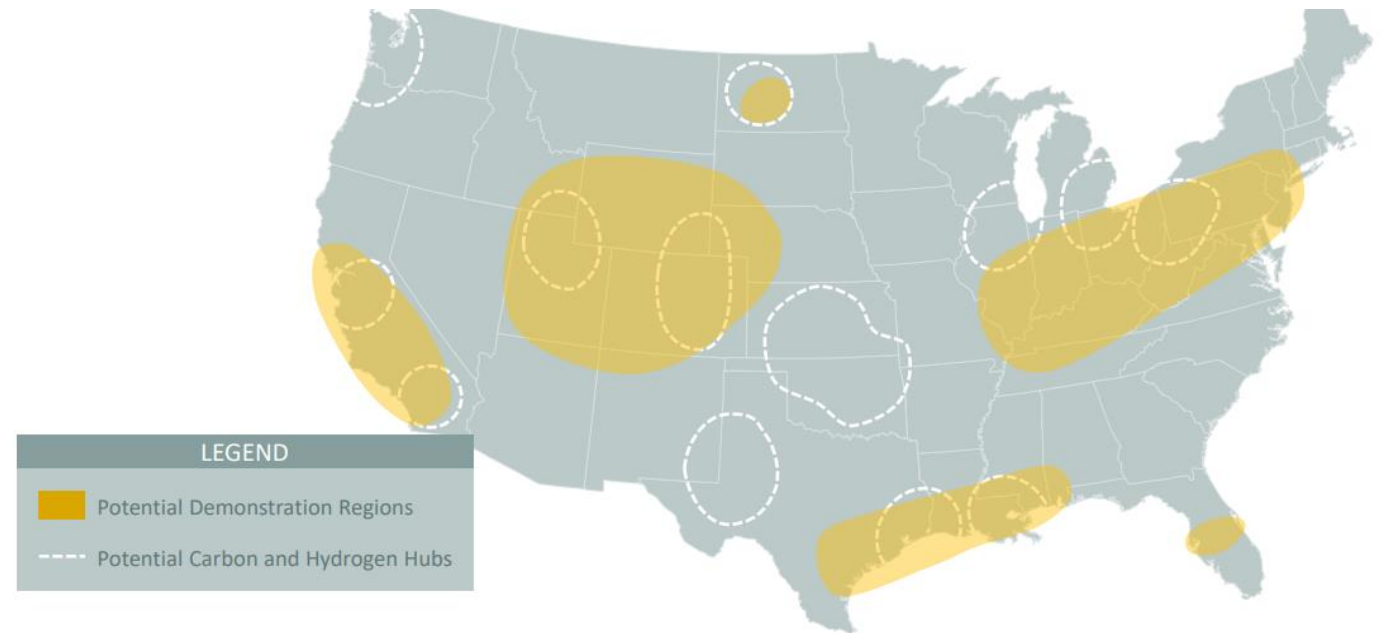 LEGEND
Potential Demonstration Regions
Potential Carbon and Hydrogen Hubs